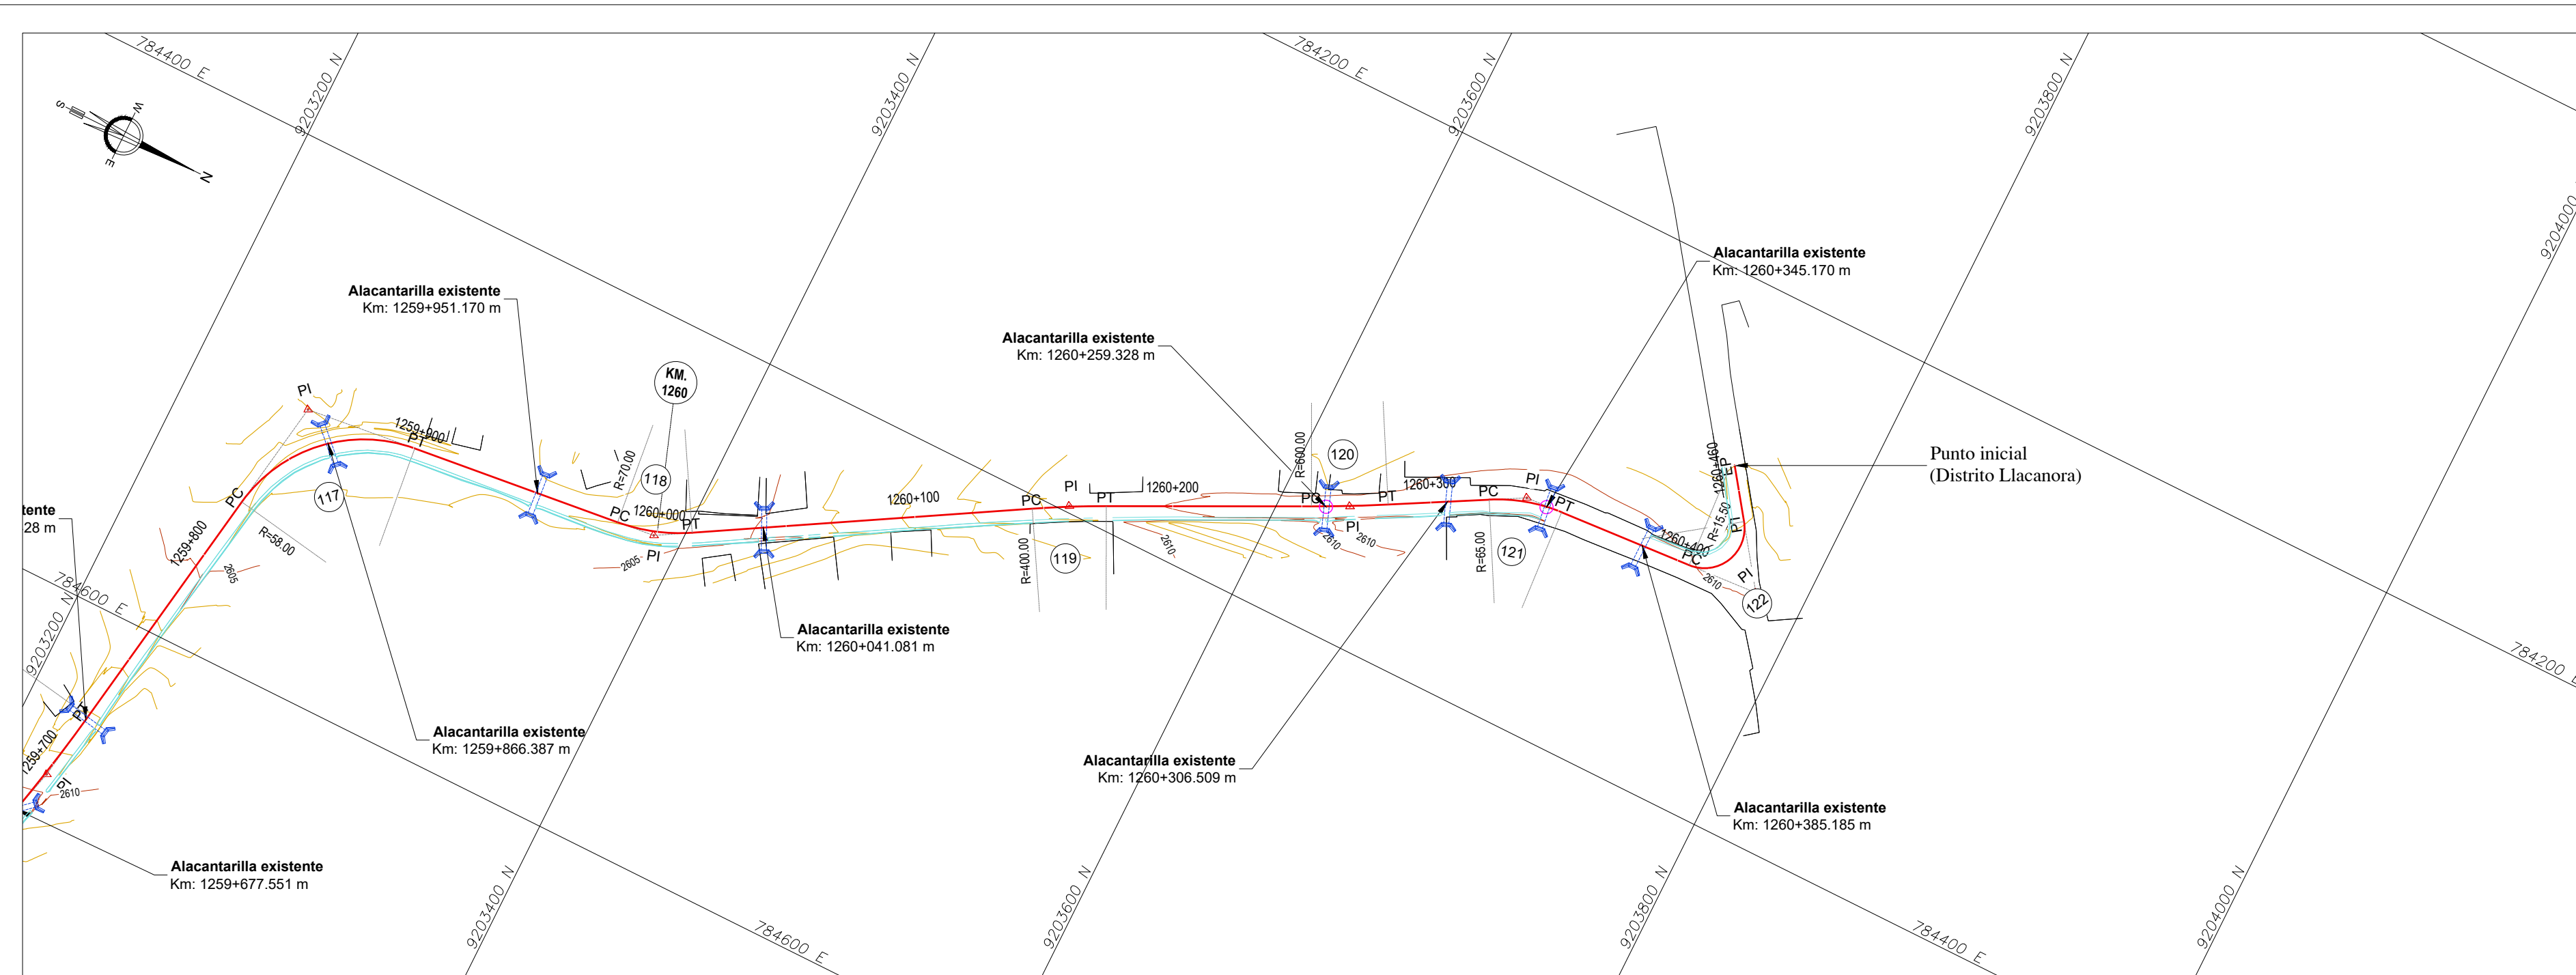 784400 E
9203200 N
9203400 N
784200 E
9203600 N
9203800 N
9204000
S
W
E
N
Alacantarilla existente
Km: 1260+345.170 m
Alacantarilla existente
Km: 1259+951.170 m
Alacantarilla existente
Km: 1260+259.328 m
KM.
1260
PI
1259+900
PT
PC
117
R=58.00
R=70.00
118
PC
1260+000
PT
PI
2605
1260+100
PC
PI
PT
1260+200
R=4000.00
119
2610
R=600.00
120
PC
PT
PI
2610
2610
1260+300
PC
PI
PT
R=65.00
121
1260+400
PC
2610
PI
122
R=15.50
PI
1260+460
EP
Punto inicial
(Distrito Llacanora)
tente
28 m
1259+800
2605
784600 E
9203200 N
PT
1259+700
PI
2610
Alacantarilla existente
Km: 1260+041.081 m
Alacantarilla existente
Km: 1259+866.387 m
Alacantarilla existente
Km: 1260+306.509 m
Alacantarilla existente
Km: 1260+385.185 m
Alacantarilla existente
Km: 1259+677.551 m
784200 E
9203400 N
784600 E
9203600 N
9203800 N
784400 E
9204000 N